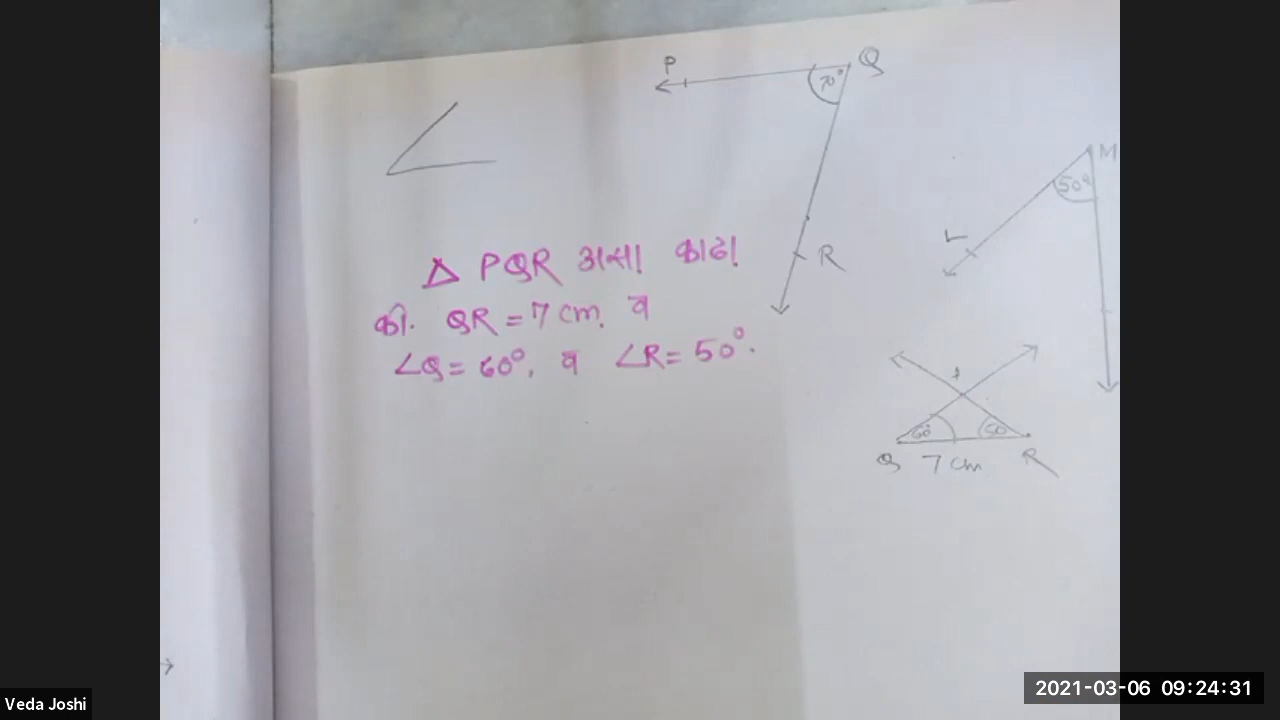 P
Q
70°
R
M
50°
L
Δ PQR असा काढा
की. QR = 7 cm. व
∠Q = 60°. व ∠R = 50°.
60° 50
Q 7 cm R
Veda Joshi
2021-03-06 09:24:31